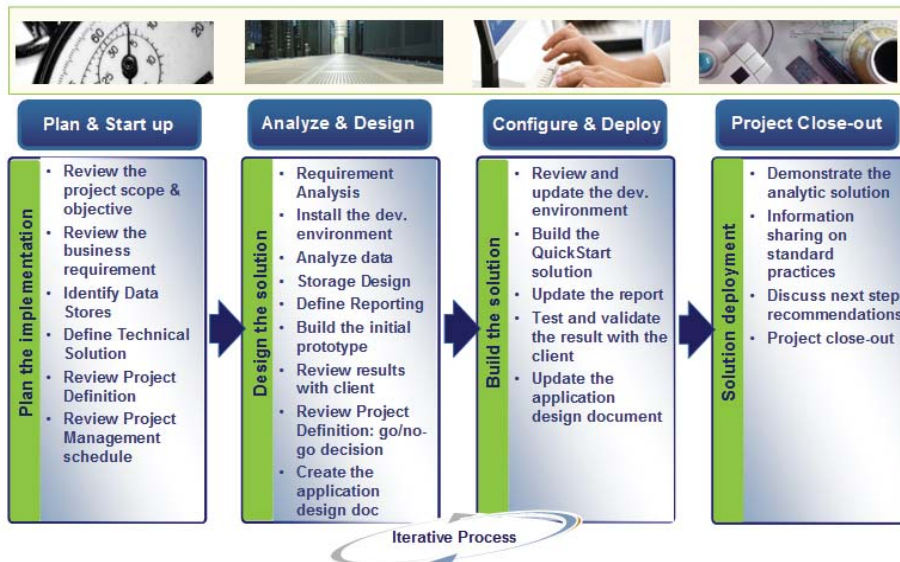 Plan & Start up
Plan the implementation
• Review the
project scope &
objective
• Review the
business
requirement
• Identify Data
Stores
• Define Technical
Solution
• Review Project
Definition
• Review Project
Management
schedule
Analyze & Design
Design the solution
• Requirement
Analysis
• Install the dev.
environment
• Analyze data
• Storage Design
• Define Reporting
• Build the initial
prototype
• Review results
with client
• Review Project
Definition: go/no-
go decision
• Create the
application
design doc
Configure & Deploy
Build the solution
• Review and
update the dev.
environment
• Build the
QuickStart
solution
• Update the report
• Test and validate
the result with the
client
• Update the
application
design document
Project Close-out
Solution deployment
• Demonstrate the
analytic solution
• Information
sharing on
standard
practices
• Discuss next step
recommendations
• Project close-out
Iterative Process